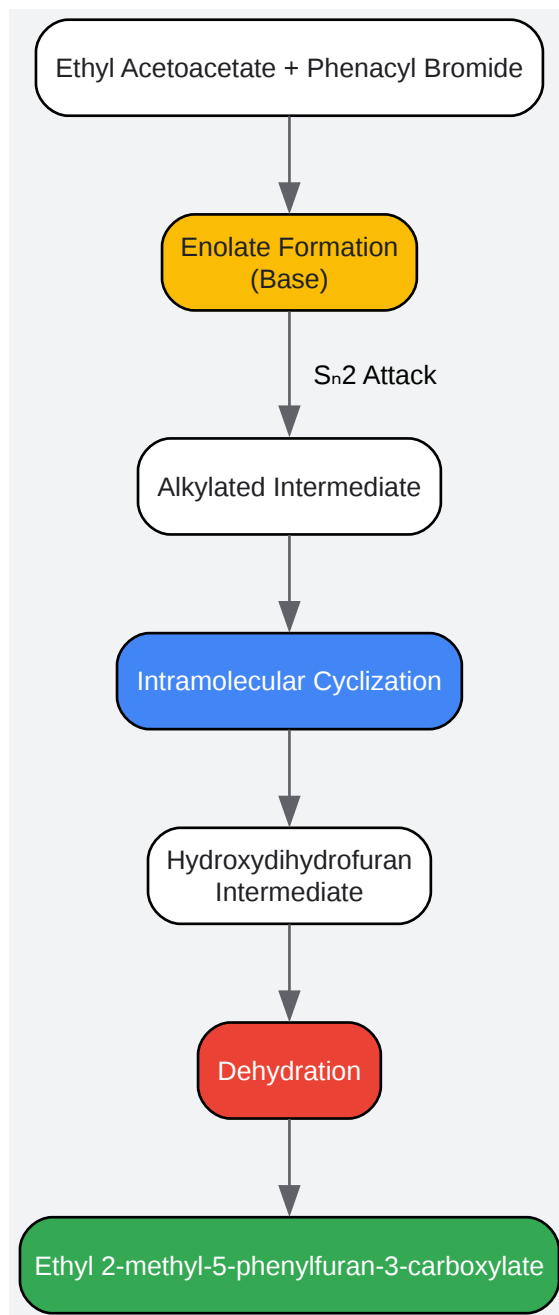 Ethyl Acetoacetate + Phenacyl Bromide
Enolate Formation
(Base)
Sₙ2 Attack
Alkylated Intermediate
Intramolecular Cyclization
Hydroxydihydrofuran
Intermediate
Dehydration
Ethyl 2-methyl-5-phenylfuran-3-carboxylate